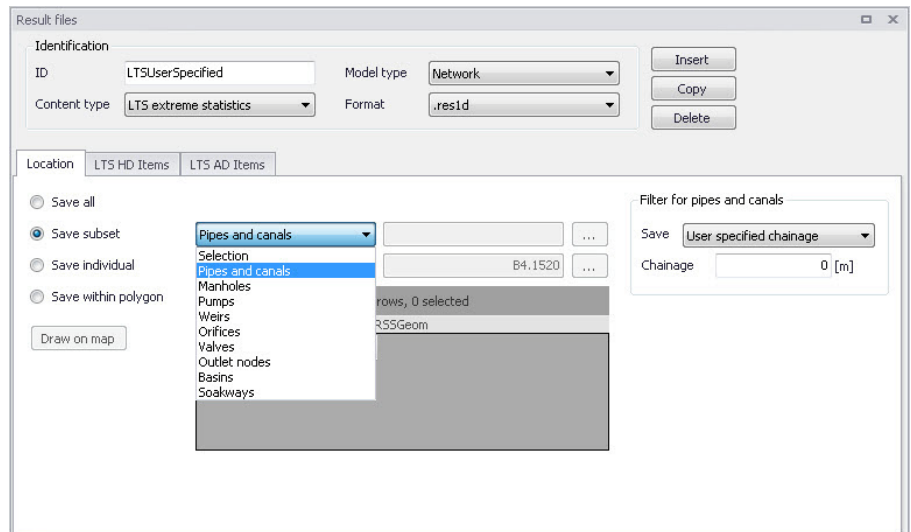 Result files
Identification
ID LTSUserSpecified Model type Network Insert
Copy
Content type LTS extreme statistics Format .res1d
Delete
Location LTS HD Items LTS AD Items
Save all Filter for pipes and canals
Save subset Pipes and canals ... Save User specified chainage
Selection
Save individual Pipes and canals B4.1520 ... Chainage 0 [m]
Manholes
Save within polygon Pumps rows, 0 selected
Weirs
Orifices
Draw on map Valves
Outlet nodes
Basins
Soakways